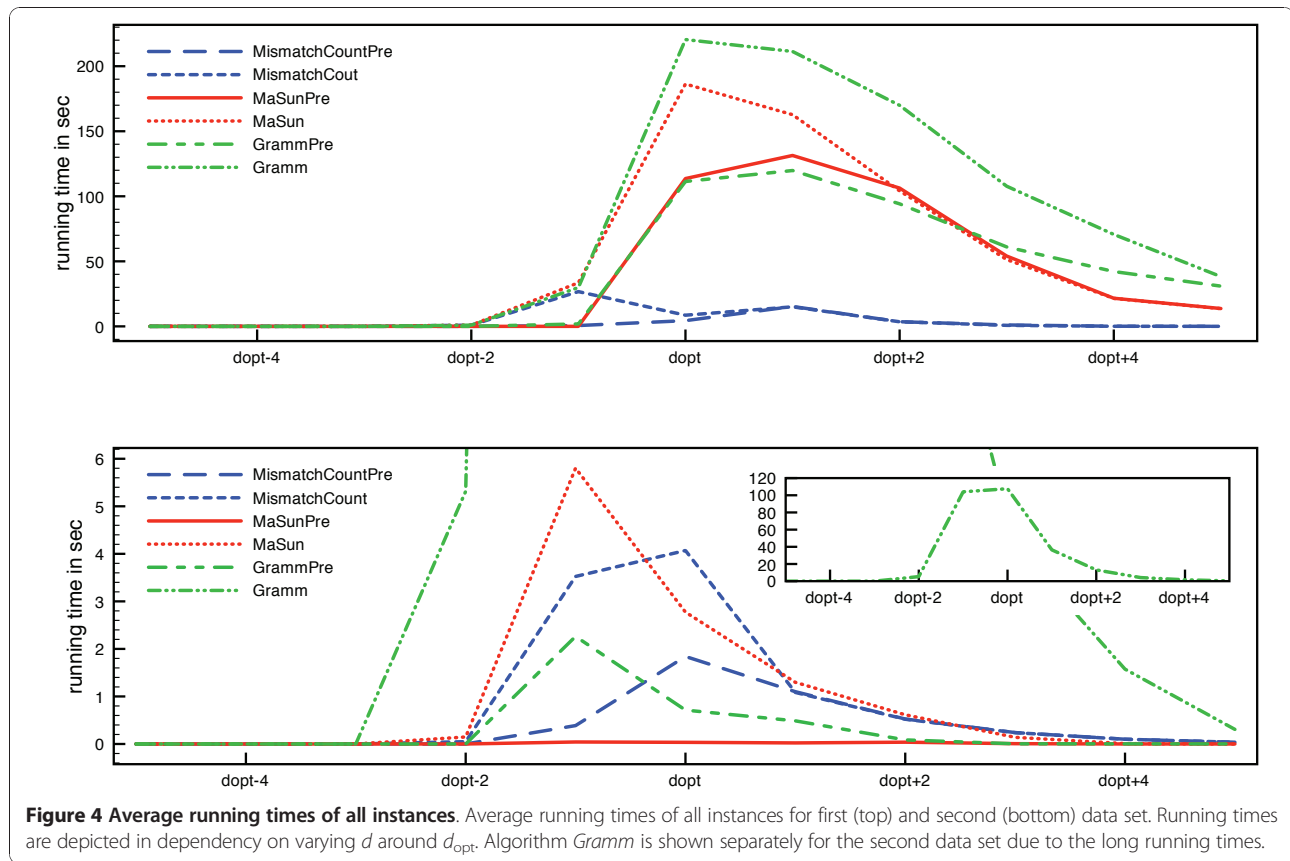 running time in sec
200
150
100
50
0
MismatchCountPre
MismatchCout
MaSunPre
MaSun
GrammPre
Gramm
dopt-4
dopt-2
dopt
dopt+2
dopt+4
running time in sec
6
5
4
3
2
1
0
MismatchCountPre
MismatchCount
MaSunPre
MaSun
GrammPre
Gramm
120
100
80
60
40
20
0
dopt-4
dopt-2
dopt
dopt+2
dopt+4
dopt-4
dopt-2
dopt
dopt+2
dopt+4
Figure 4 Average running times of all instances. Average running times of all instances for first (top) and second (bottom) data set. Running times
are depicted in dependency on varying d around dopt. Algorithm Gramm is shown separately for the second data set due to the long running times.